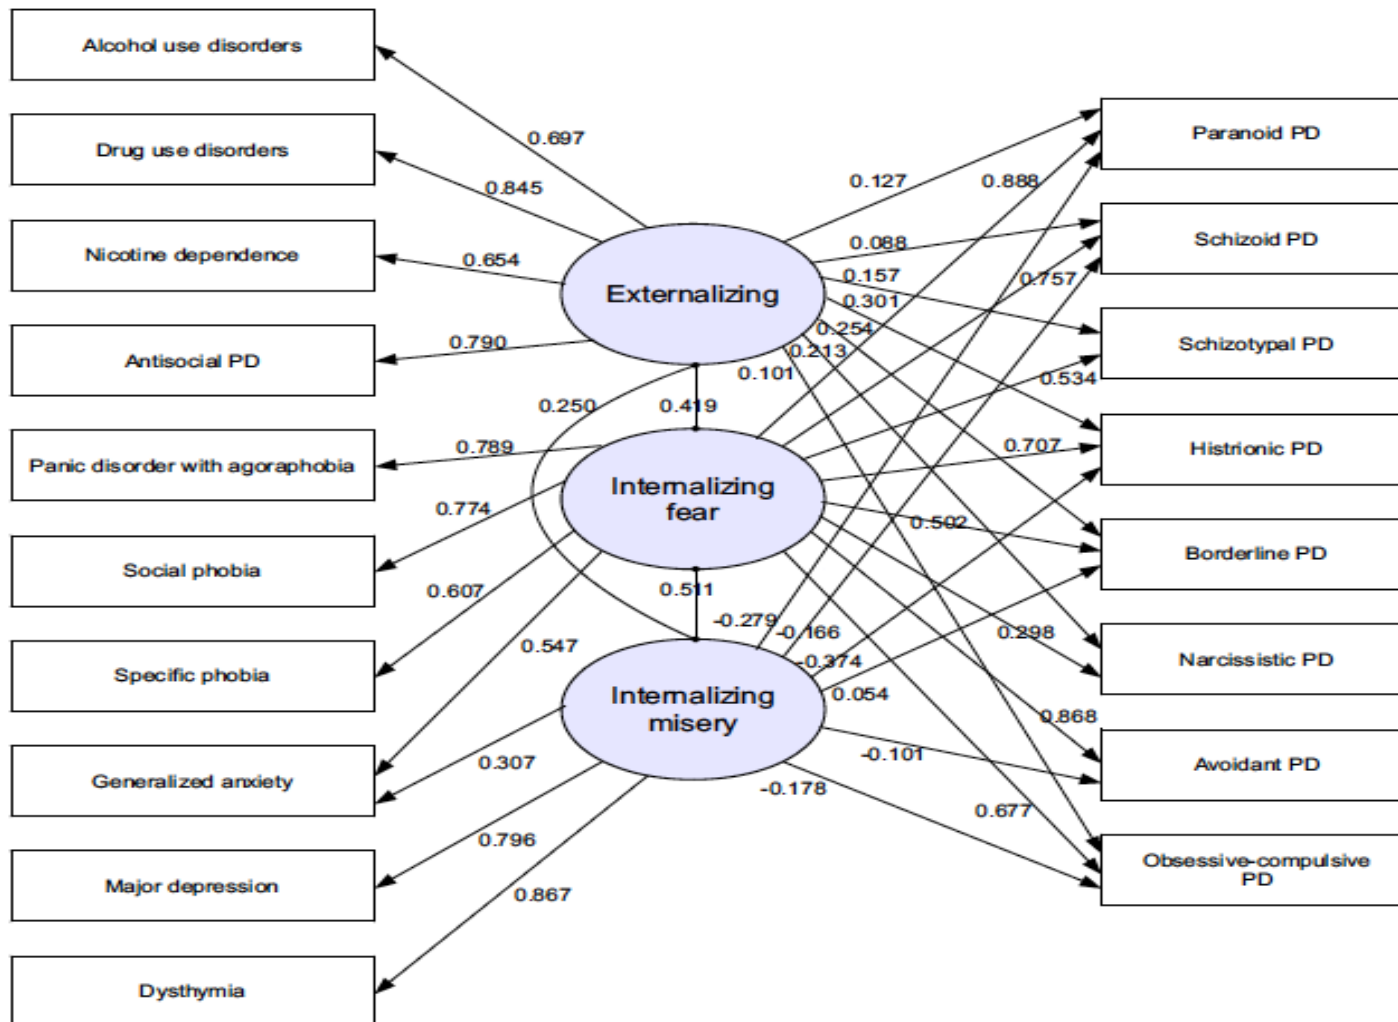 Alcohol use disorders
Drug use disorders
Nicotine dependence
Antisocial PD
Panic disorder with agoraphobia
Social phobia
Specific phobia
Generalized anxiety
Major depression
Dysthymia
0.697
0.845
0.654
0.790
0.250
0.419
0.789
0.774
0.607
0.547
0.511
0.307
0.796
0.867
Externalizing
Internalizing
fear
Internalizing
misery
0.127
0.888
0.088
0.157
0.757
0.301
0.254
0.213
0.101
0.534
0.707
0.502
0.298
0.868
0.677
-0.279
-0.166
-0.374
0.054
-0.101
-0.178
Paranoid PD
Schizoid PD
Schizotypal PD
Histrionic PD
Borderline PD
Narcissistic PD
Avoidant PD
Obsessive-compulsive
PD